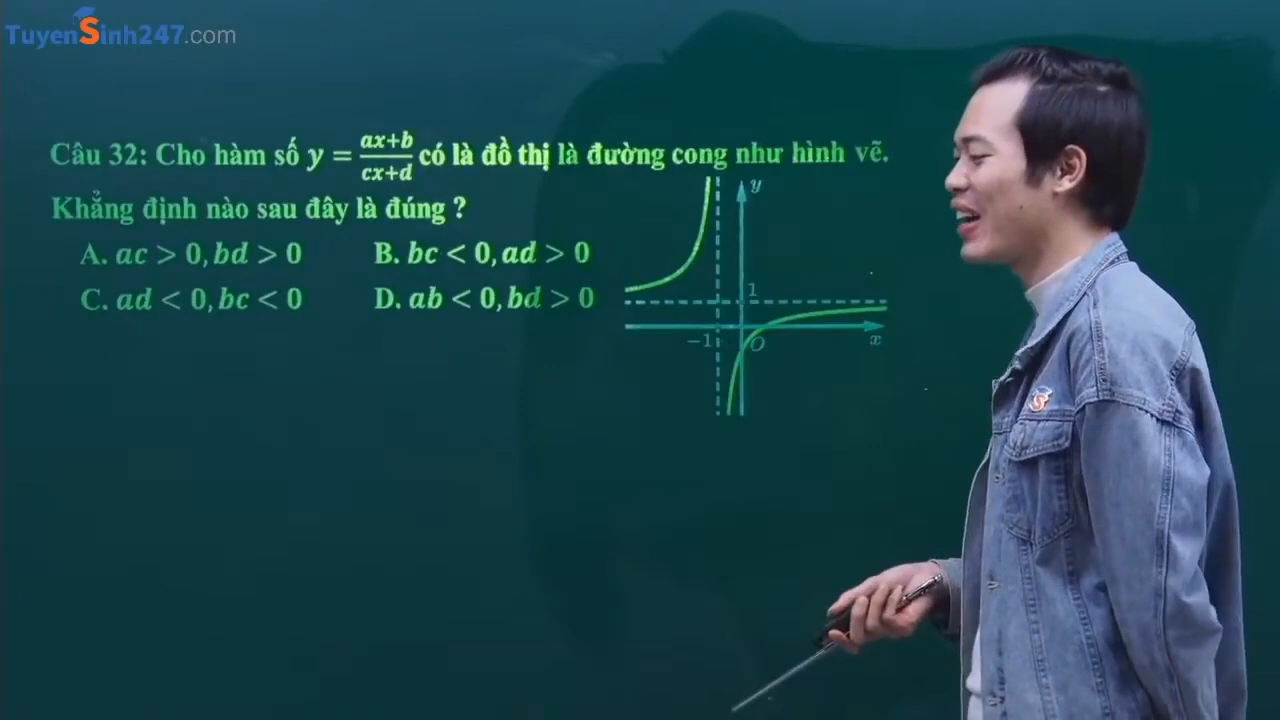 TuyenSinh247.com
Câu 32: Cho hàm số y = \frac{ax+b}{cx+d} có là đồ thị là đường cong như hình vẽ.
Khẳng định nào sau đây là đúng ?
A. ac > 0, bd > 0 B. bc < 0, ad > 0
C. ad < 0, bc < 0 D. ab < 0, bd > 0
y
1
-1 O x